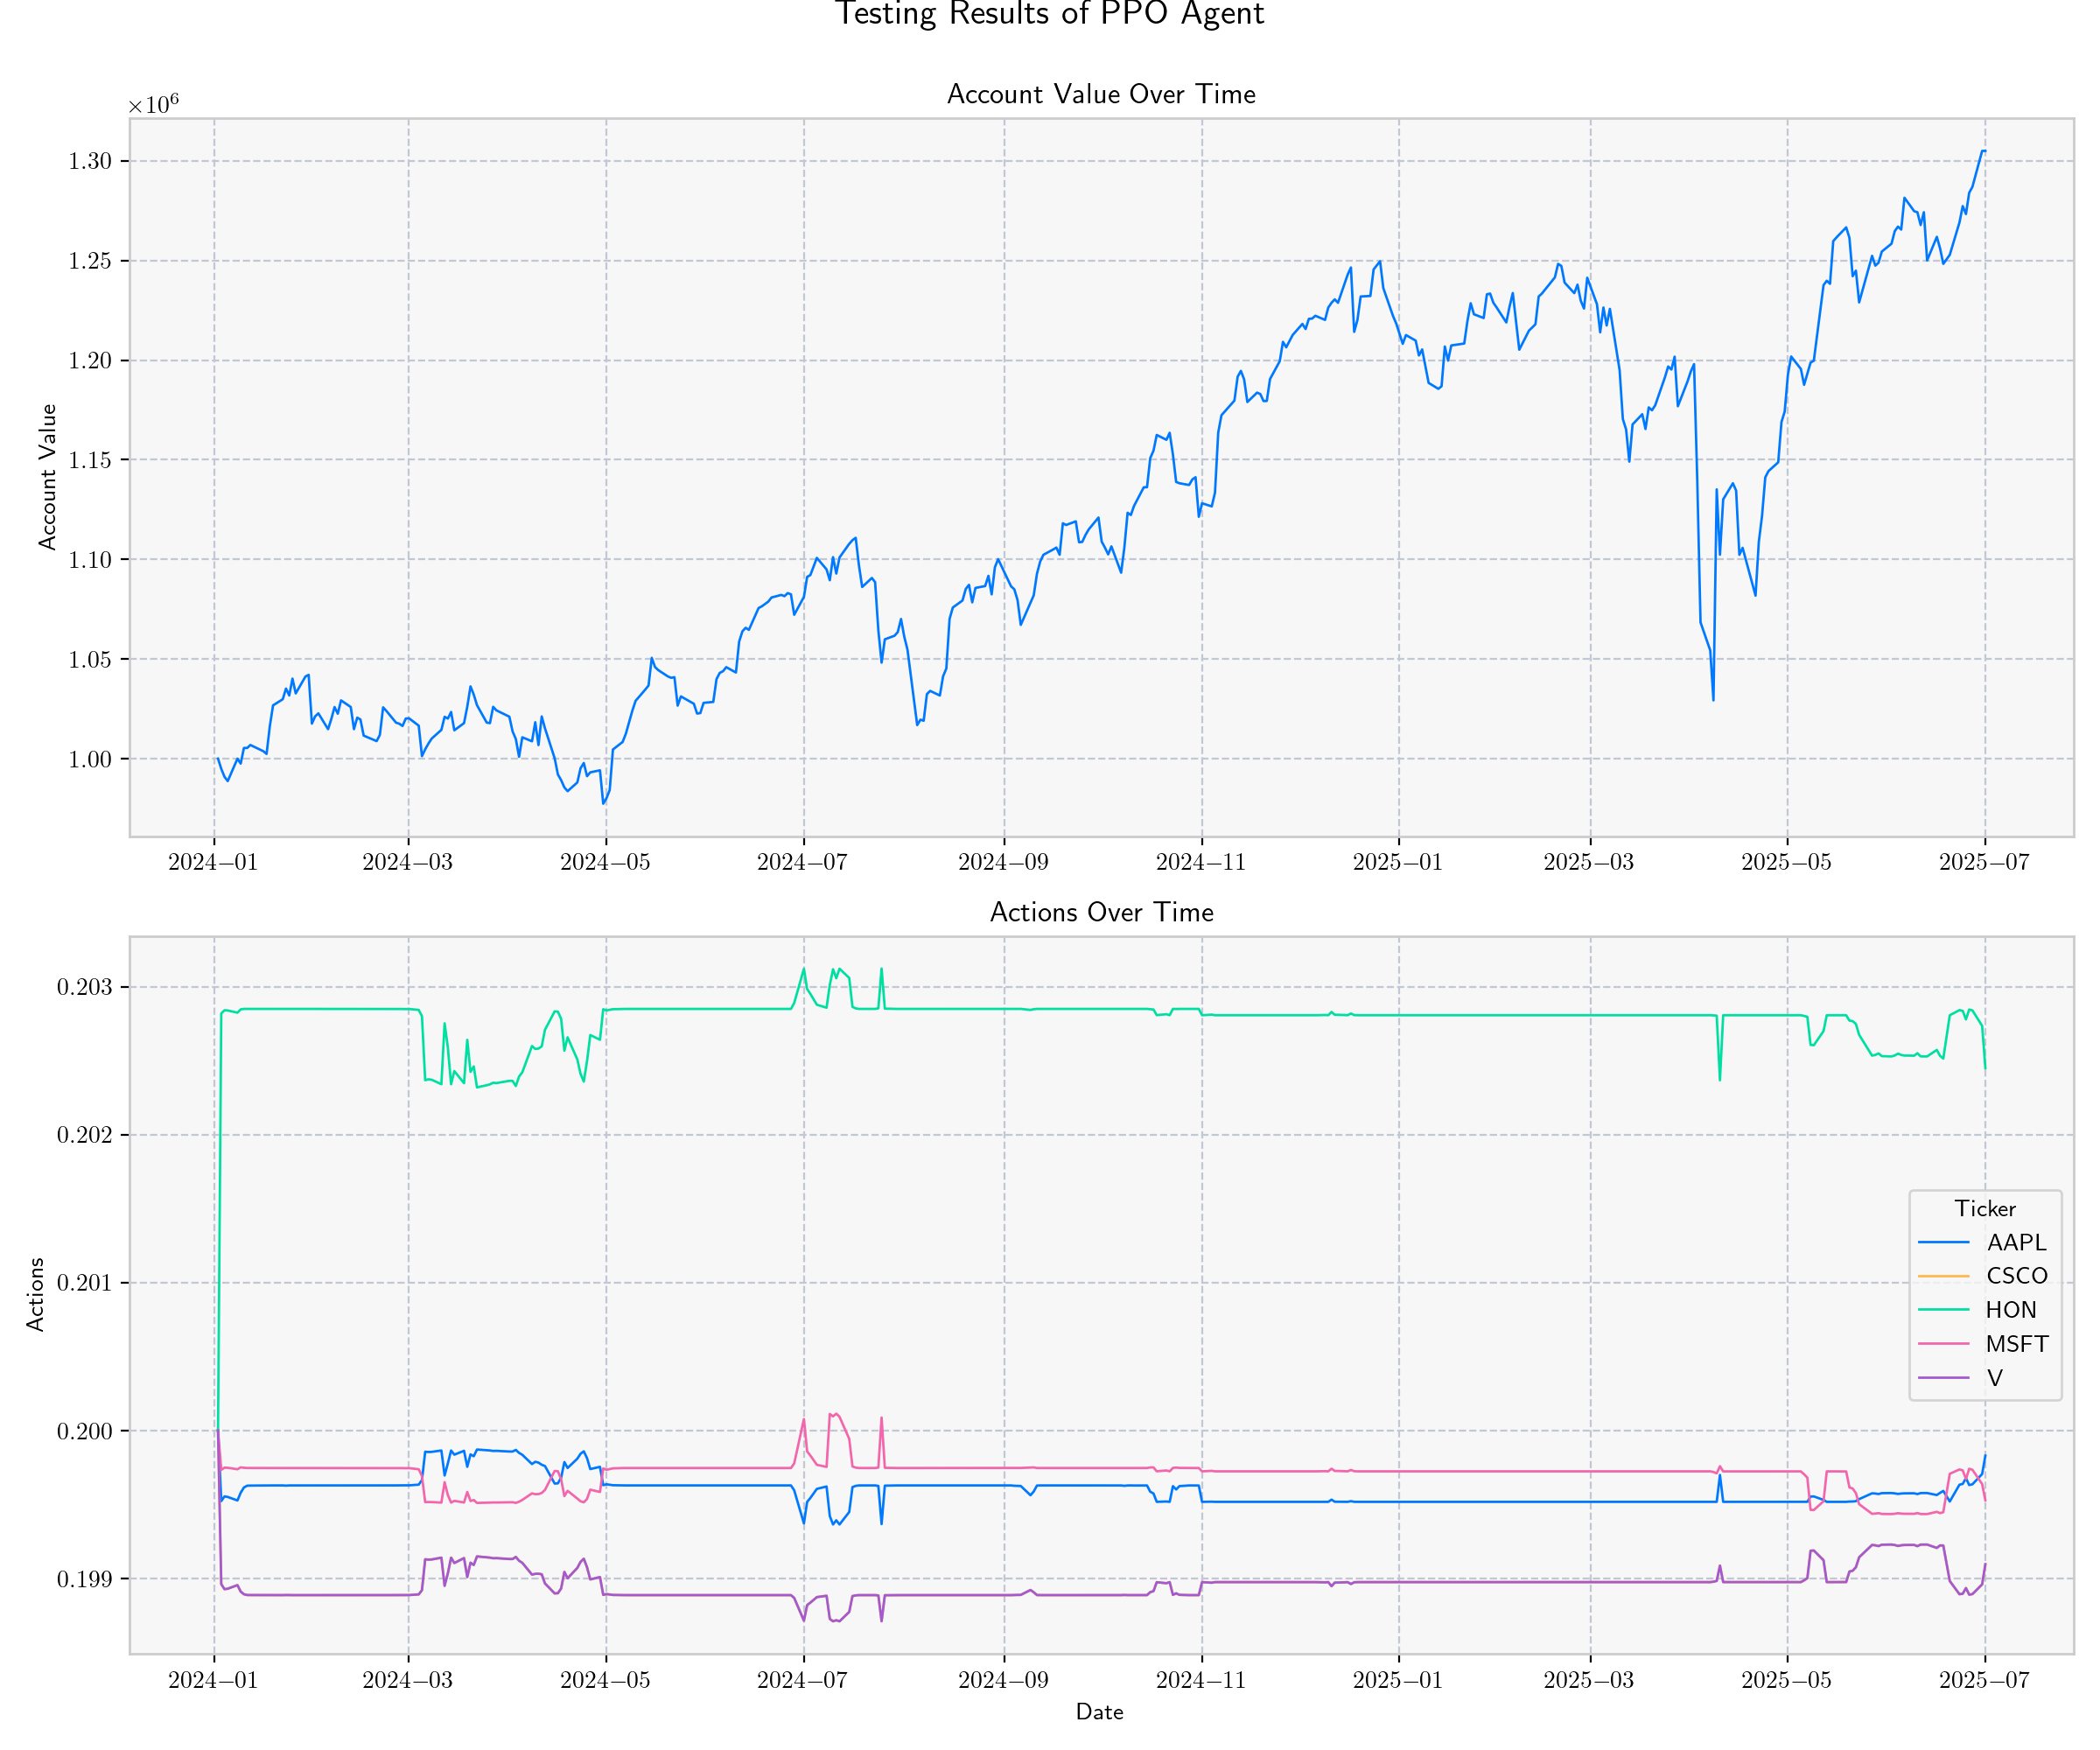 Testing Results of PPO Agent
Account Value Over Time
×10⁶
1.30
1.25
1.20
1.15
1.10
1.05
1.00
Account Value
2024−01 2024−03 2024−05 2024−07 2024−09 2024−11 2025−01 2025−03 2025−05 2025−07
Actions Over Time
0.203
0.202
0.201
0.200
0.199
Actions
Ticker
AAPL
CSCO
HON
MSFT
V
2024−01 2024−03 2024−05 2024−07 2024−09 2024−11 2025−01 2025−03 2025−05 2025−07
Date